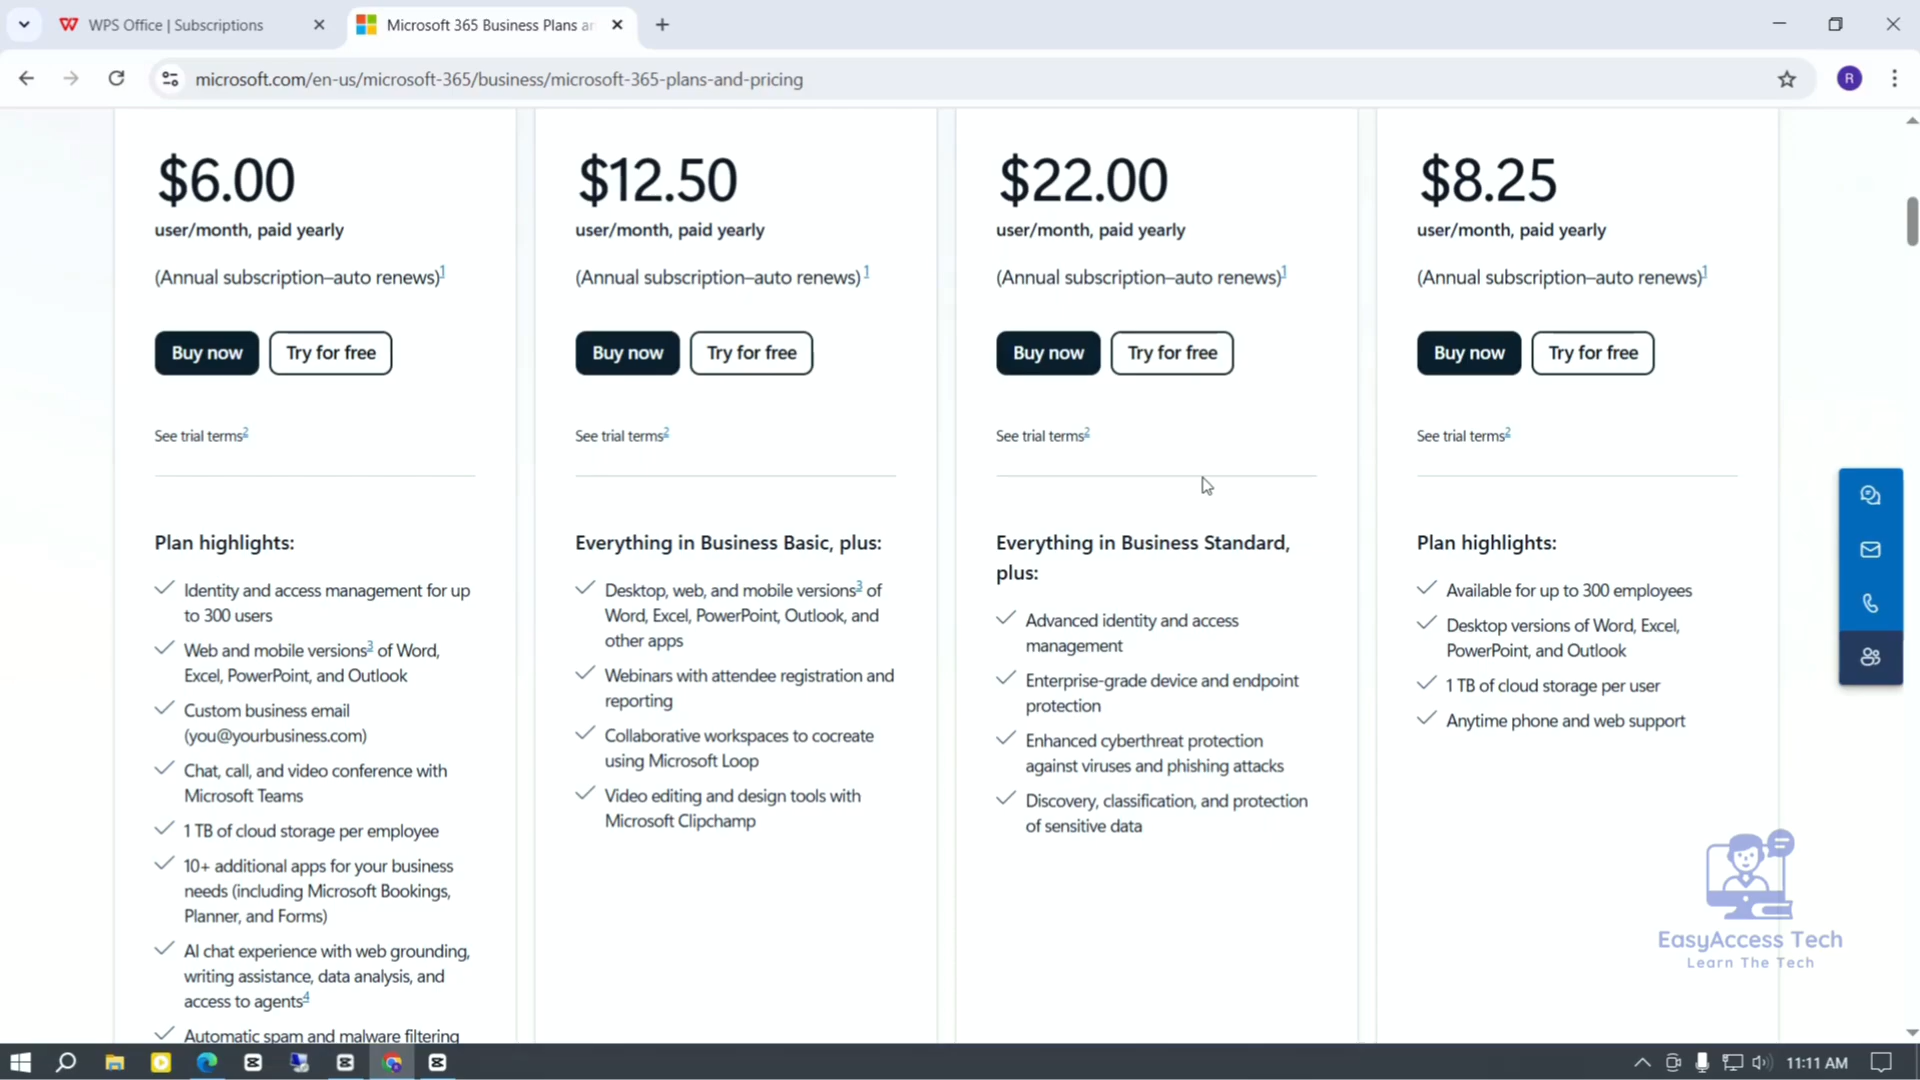 WPS Office | Subscriptions
Microsoft 365 Business Plans a
microsoft.com/en-us/microsoft-365/business/microsoft-365-plans-and-pricing
R
$6.00
user/month, paid yearly
(Annual subscription–auto renews)1
Buy now
Try for free
See trial terms2
Plan highlights:
Identity and access management for up
to 300 users
Web and mobile versions3 of Word,
Excel, PowerPoint, and Outlook
Custom business email
(you@yourbusiness.com)
Chat, call, and video conference with
Microsoft Teams
1 TB of cloud storage per employee
10+ additional apps for your business
needs (including Microsoft Bookings,
Planner, and Forms)
AI chat experience with web grounding,
writing assistance, data analysis, and
access to agents4
Automatic spam and malware filtering
$12.50
user/month, paid yearly
(Annual subscription–auto renews) 1
Buy now
Try for free
See trial terms2
Everything in Business Basic, plus:
Desktop, web, and mobile versions3 of
Word, Excel, PowerPoint, Outlook, and
other apps
Webinars with attendee registration and
reporting
Collaborative workspaces to cocreate
using Microsoft Loop
Video editing and design tools with
Microsoft Clipchamp
$22.00
user/month, paid yearly
(Annual subscription–auto renews)1
Buy now
Try for free
See trial terms2
Everything in Business Standard,
plus:
Advanced identity and access
management
Enterprise-grade device and endpoint
protection
Enhanced cyberthreat protection
against viruses and phishing attacks
Discovery, classification, and protection
of sensitive data
$8.25
user/month, paid yearly
(Annual subscription–auto renews)1
Buy now
Try for free
See trial terms2
Plan highlights:
Available for up to 300 employees
Desktop versions of Word, Excel,
PowerPoint, and Outlook
1 TB of cloud storage per user
Anytime phone and web support
EasyAccess Tech
Learn The Tech
11:11 AM